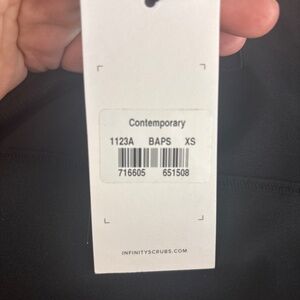 Contemporary
1123A BAPS XS
716605 651508
INFINITYSCRUBS.COM